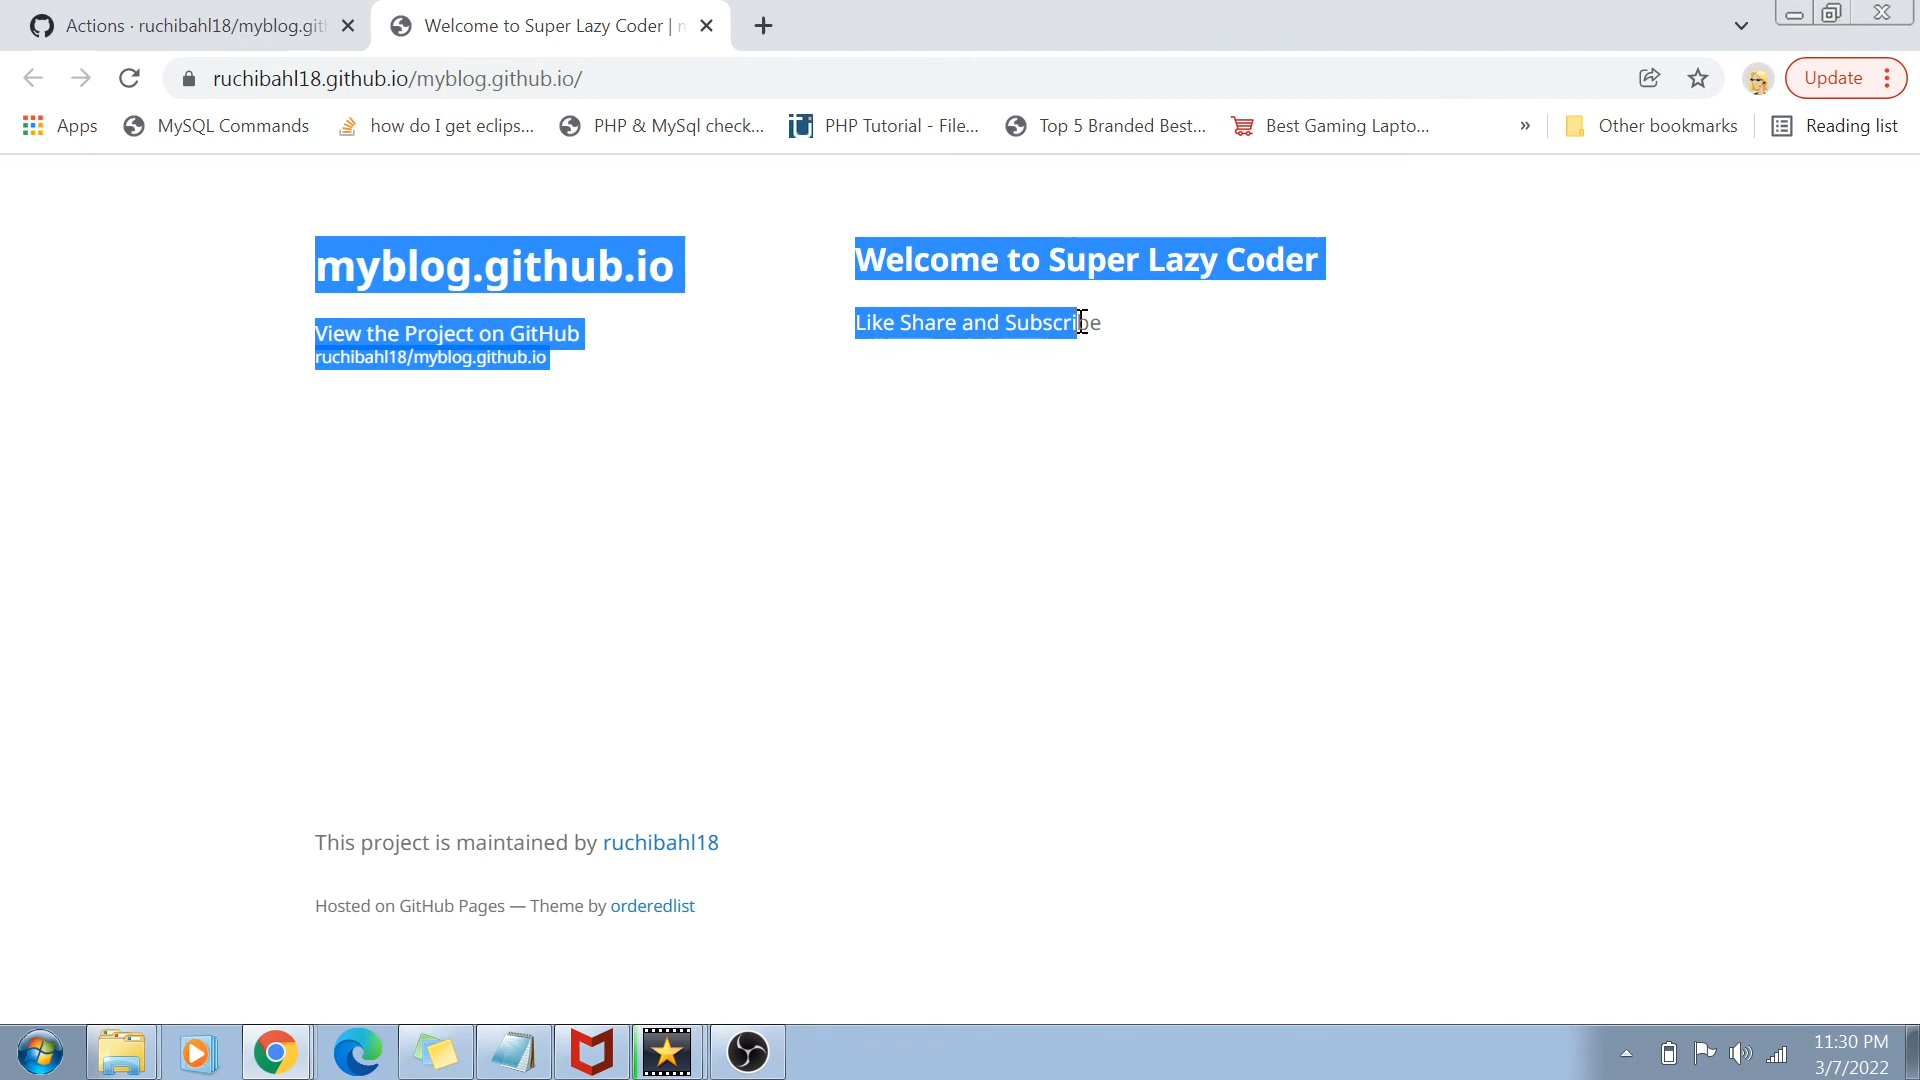 Actions · ruchibahl18/myblog.git
Welcome to Super Lazy Coder |
ruchibahl18.github.io/myblog.github.io/
Update
Apps
MySQL Commands
how do I get eclips...
PHP & MySql check...
PHP Tutorial - File...
Top 5 Branded Best...
Best Gaming Lapto...
»
Other bookmarks
Reading list
myblog.github.io
View the Project on GitHub
ruchibahl18/myblog.github.io
Welcome to Super Lazy Coder
Like Share and Subscribe
This project is maintained by ruchibahl18
Hosted on GitHub Pages — Theme by orderedlist
11:30 PM
3/7/2022